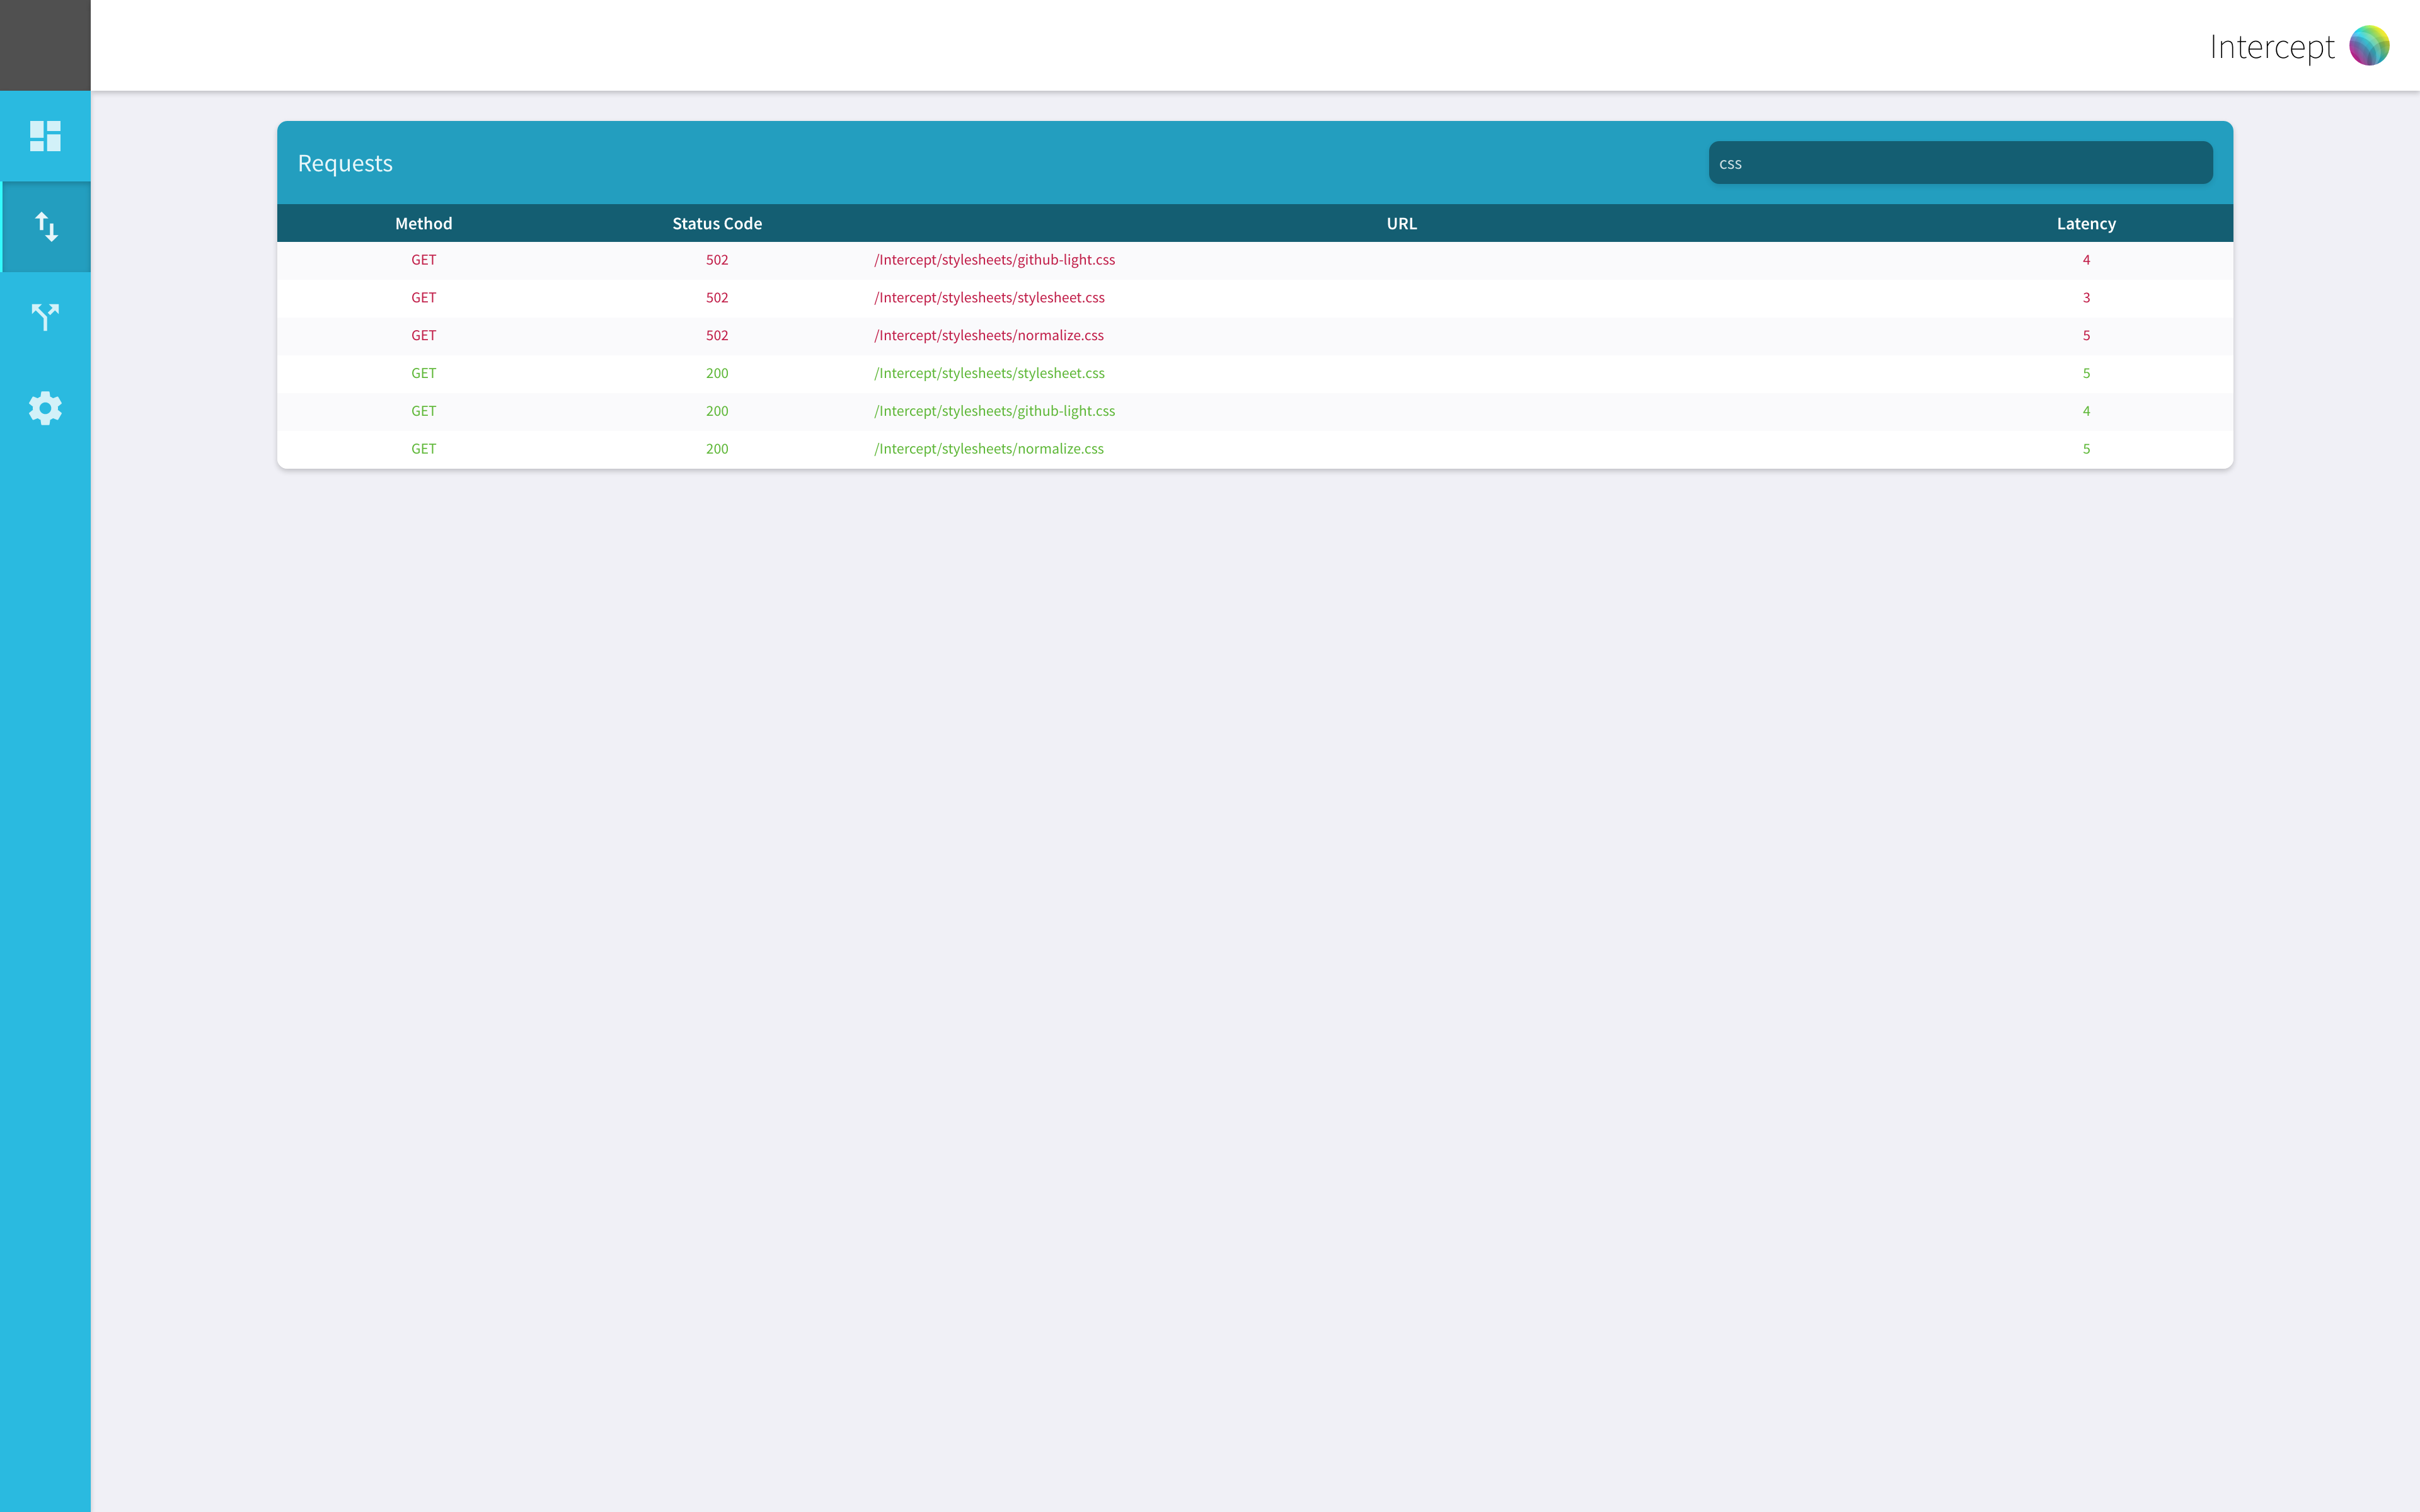 Intercept
Requests css
Method Status Code URL Latency
GET 502 /Intercept/stylesheets/github-light.css 4
GET 502 /Intercept/stylesheets/stylesheet.css 3
GET 502 /Intercept/stylesheets/normalize.css 5
GET 200 /Intercept/stylesheets/stylesheet.css 5
GET 200 /Intercept/stylesheets/github-light.css 4
GET 200 /Intercept/stylesheets/normalize.css 5